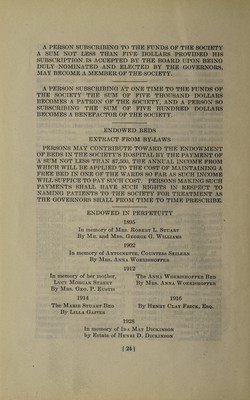 A PERSON SUBSCRIBING TO THE FUNDS OF THE SOCIETY
A SUM NOT LESS THAN FIVE DOLLARS PROVIDED HIS
SUBSCRIPTION IS ACCEPTED BY THE BOARD UPON BEING
DULY NOMINATED AND ELECTED BY THE GOVERNORS,
MAY BECOME A MEMBER OF THE SOCIETY.
A PERSON SUBSCRIBING AT ONE TIME TO THE FUNDS OF
THE SOCIETY THE SUM OF FIVE THOUSAND DOLLARS
BECOMES A PATRON OF THE SOCIETY, AND A PERSON SO
SUBSCRIBING THE SUM OF FIVE HUNDRED DOLLARS
BECOMES A BENEFACTOR OF THE SOCIETY.
ENDOWED BEDS
EXTRACT FROM BY-LAWS
PERSONS MAY CONTRIBUTE TOWARD THE ENDOWMENT
OF BEDS IN THE SOCIETY'S HOSPITAL BY THE PAYMENT OF
A SUM NOT LESS THAN $7,500, THE ANNUAL INCOME FROM
WHICH WILL BE APPLIED TO THE COST OF MAINTAINING A
FREE BED IN ONE OF THE WARDS SO FAR AS SUCH INCOME
WILL SUFFICE TO PAY SUCH COST. PERSONS MAKING SUCH
PAYMENTS SHALL HAVE SUCH RIGHTS IN RESPECT TO
NAMING PATIENTS TO THE SOCIETY FOR TREATMENT AS
THE GOVERNORS SHALL FROM TIME TO TIME PRESCRIBE.
ENDOWED IN PERPETUITY
1895
In memory of Mrs. Robert L. Stuart
By Mr. and Mrs. George G. Williams
1902
In memory of Antoinette, Countess Seilern
By Mrs. Anna Woerishoffer
1912
In memory of her mother,
Lucy Morgan Street
By Mrs. Geo. P. Eustis
The Anna Woerishoffer Bed
By Mrs. Anna Woerishoffer
1914
The Marie Stuart Bed
By Lilla Gaites
1916
By Henry Clay Frick, Esq.
1928
In memory of Ida May Dickinson
by Estate of Henri D. Dickinson
[ 24 ]